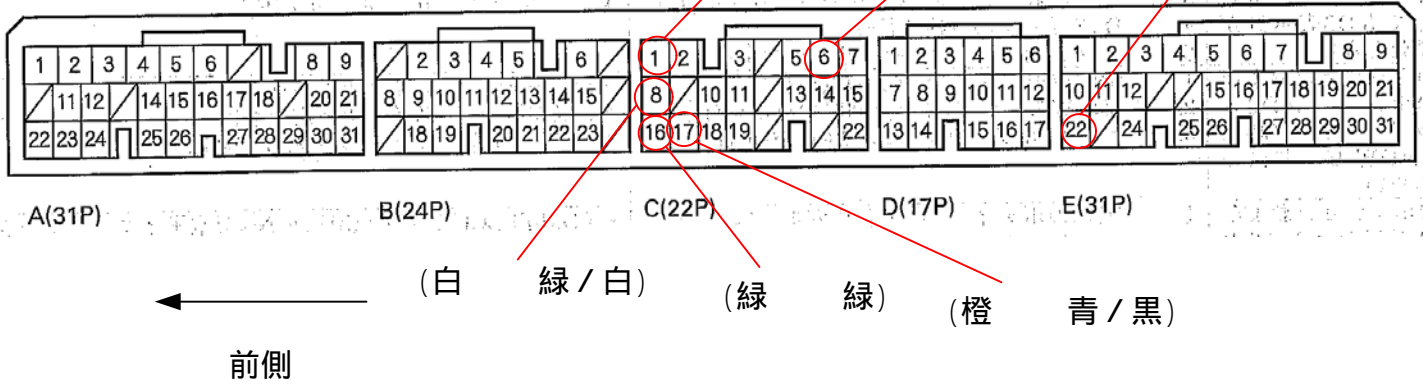 1 2 3 4 5 6 8 9
11 12 14 15 16 17 18 20 21
22 23 24 25 26 27 28 29 30 31
A(31P)
2 3 4 5 6
8 9 10 11 12 13 14 15
18 19 20 21 22 23
B(24P)
1 2 3 5 6 7
8 10 11 13 14 15
16 17 18 19 22
C(22P)
1 2 3 4 5 6
7 8 9 10 11 12
13 14 15 16 17
D(17P)
1 2 3 4 5 6 7 8 9
10 11 12 15 16 17 18 19 20 21
22 24 25 26 27 28 29 30 31
E(31P)
(白 緑/白)
(緑 緑)
(橙 青/黒)
前側